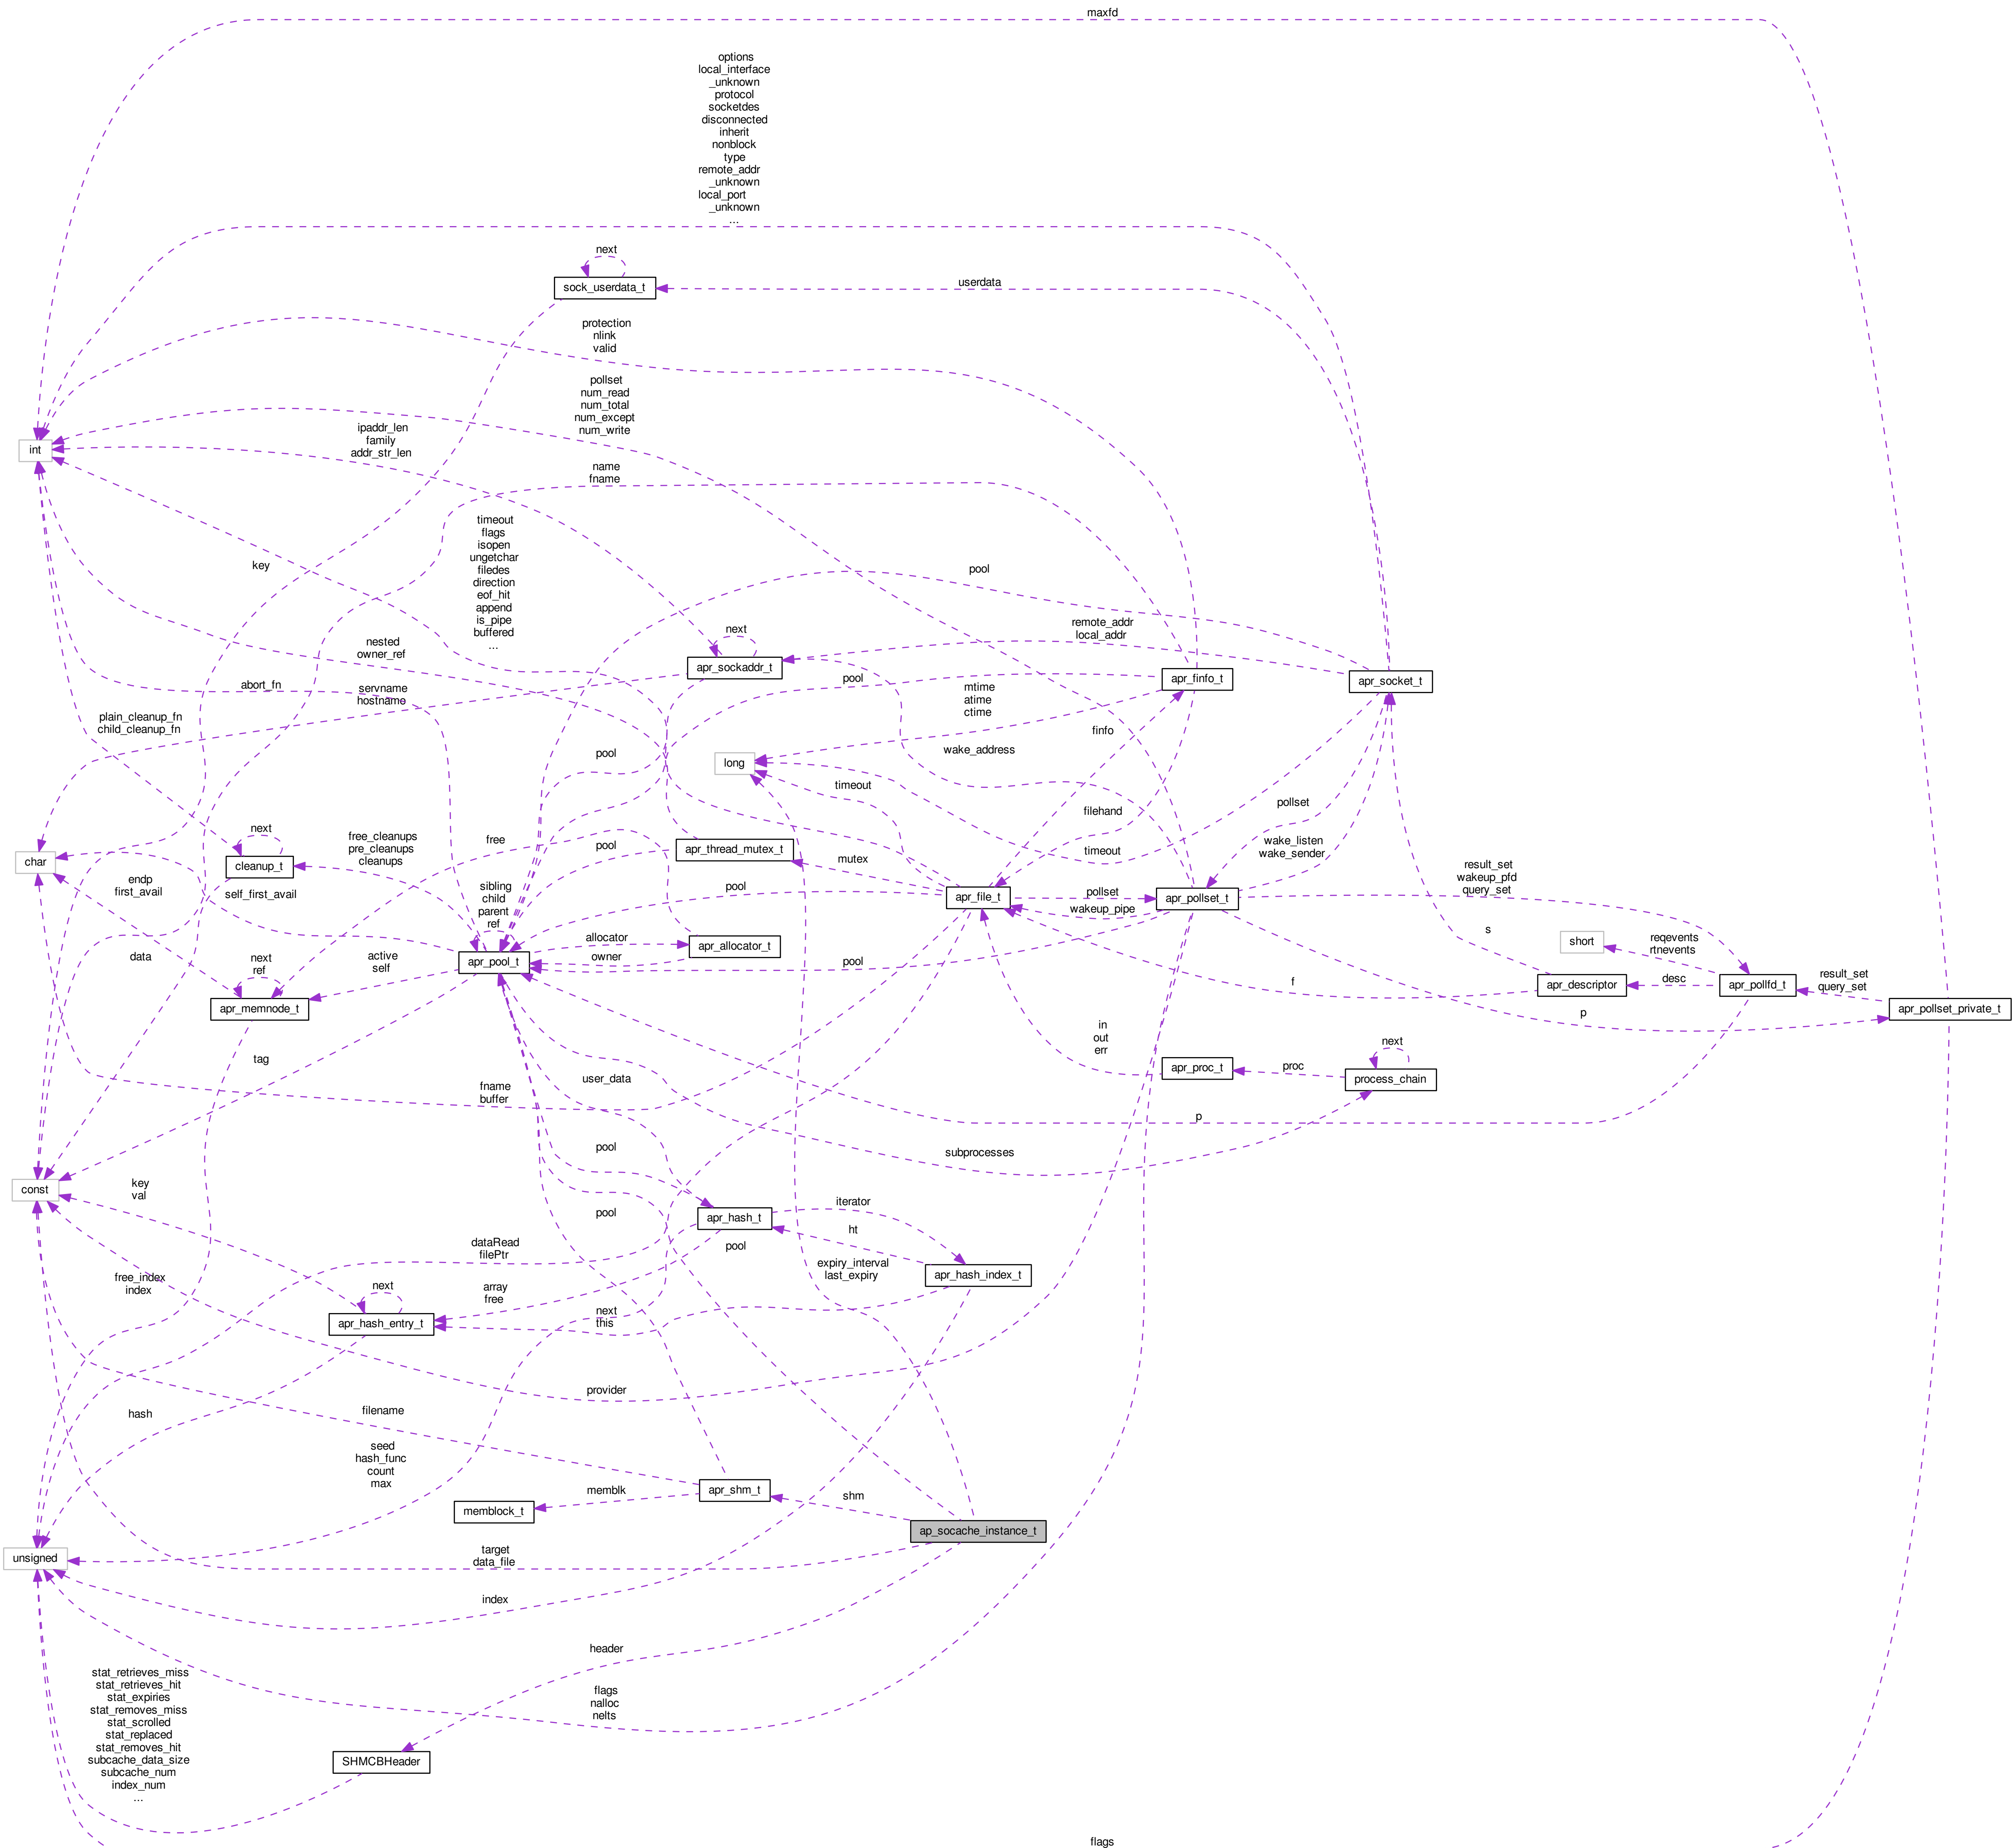 maxfd
options
local_interface
_unknown
protocol
socketdes
disconnected
inherit
nonblock
type
remote_addr
_unknown
local_port
_unknown
...
next
sock_userdata_t
userdata
protection
nlink
valid
pollset
num_read
num_total
num_except
num_write
ipaddr_len
family
addr_str_len
int
name
fname
timeout
flags
isopen
ungetchar
filedes
direction
eof_hit
append
is_pipe
buffered
...
key
pool
nested
owner_ref
next
remote_addr
local_addr
apr_sockaddr_t
apr_finfo_t
apr_socket_t
abort_fn
servname
hostname
pool
mtime
atime
ctime
plain_cleanup_fn
child_cleanup_fn
pool
long
wake_address
finfo
timeout
pollset
filehand
next
free_cleanups
pre_cleanups
cleanups
free
pool
apr_thread_mutex_t
mutex
timeout
wake_listen
wake_sender
char
cleanup_t
endp
first_avail
self_first_avail
sibling
child
parent
ref
pool
apr_file_t
pollset
wakeup_pipe
apr_pollset_t
result_set
wakeup_pfd
query_set
s
short
reqevents
rtnevents
data
next
ref
active
self
apr_pool_t
allocator
owner
apr_allocator_t
pool
f
apr_descriptor
desc
apr_pollfd_t
result_set
query_set
apr_memnode_t
p
apr_pollset_private_t
tag
user_data
in
out
err
apr_proc_t
proc
next
process_chain
fname
buffer
p
pool
subprocesses
const
key
val
pool
apr_hash_t
iterator
ht
dataRead
filePtr
pool
expiry_interval
last_expiry
apr_hash_index_t
free_index
index
next
array
free
apr_hash_entry_t
next
this
provider
hash
filename
seed
hash_func
count
max
memblock_t
memblk
apr_shm_t
shm
ap_socache_instance_t
unsigned
target
data_file
index
header
stat_retrieves_miss
stat_retrieves_hit
stat_expiries
stat_removes_miss
stat_scrolled
stat_replaced
stat_removes_hit
subcache_data_size
subcache_num
index_num
...
flags
nalloc
nelts
SHMCBHeader
flags